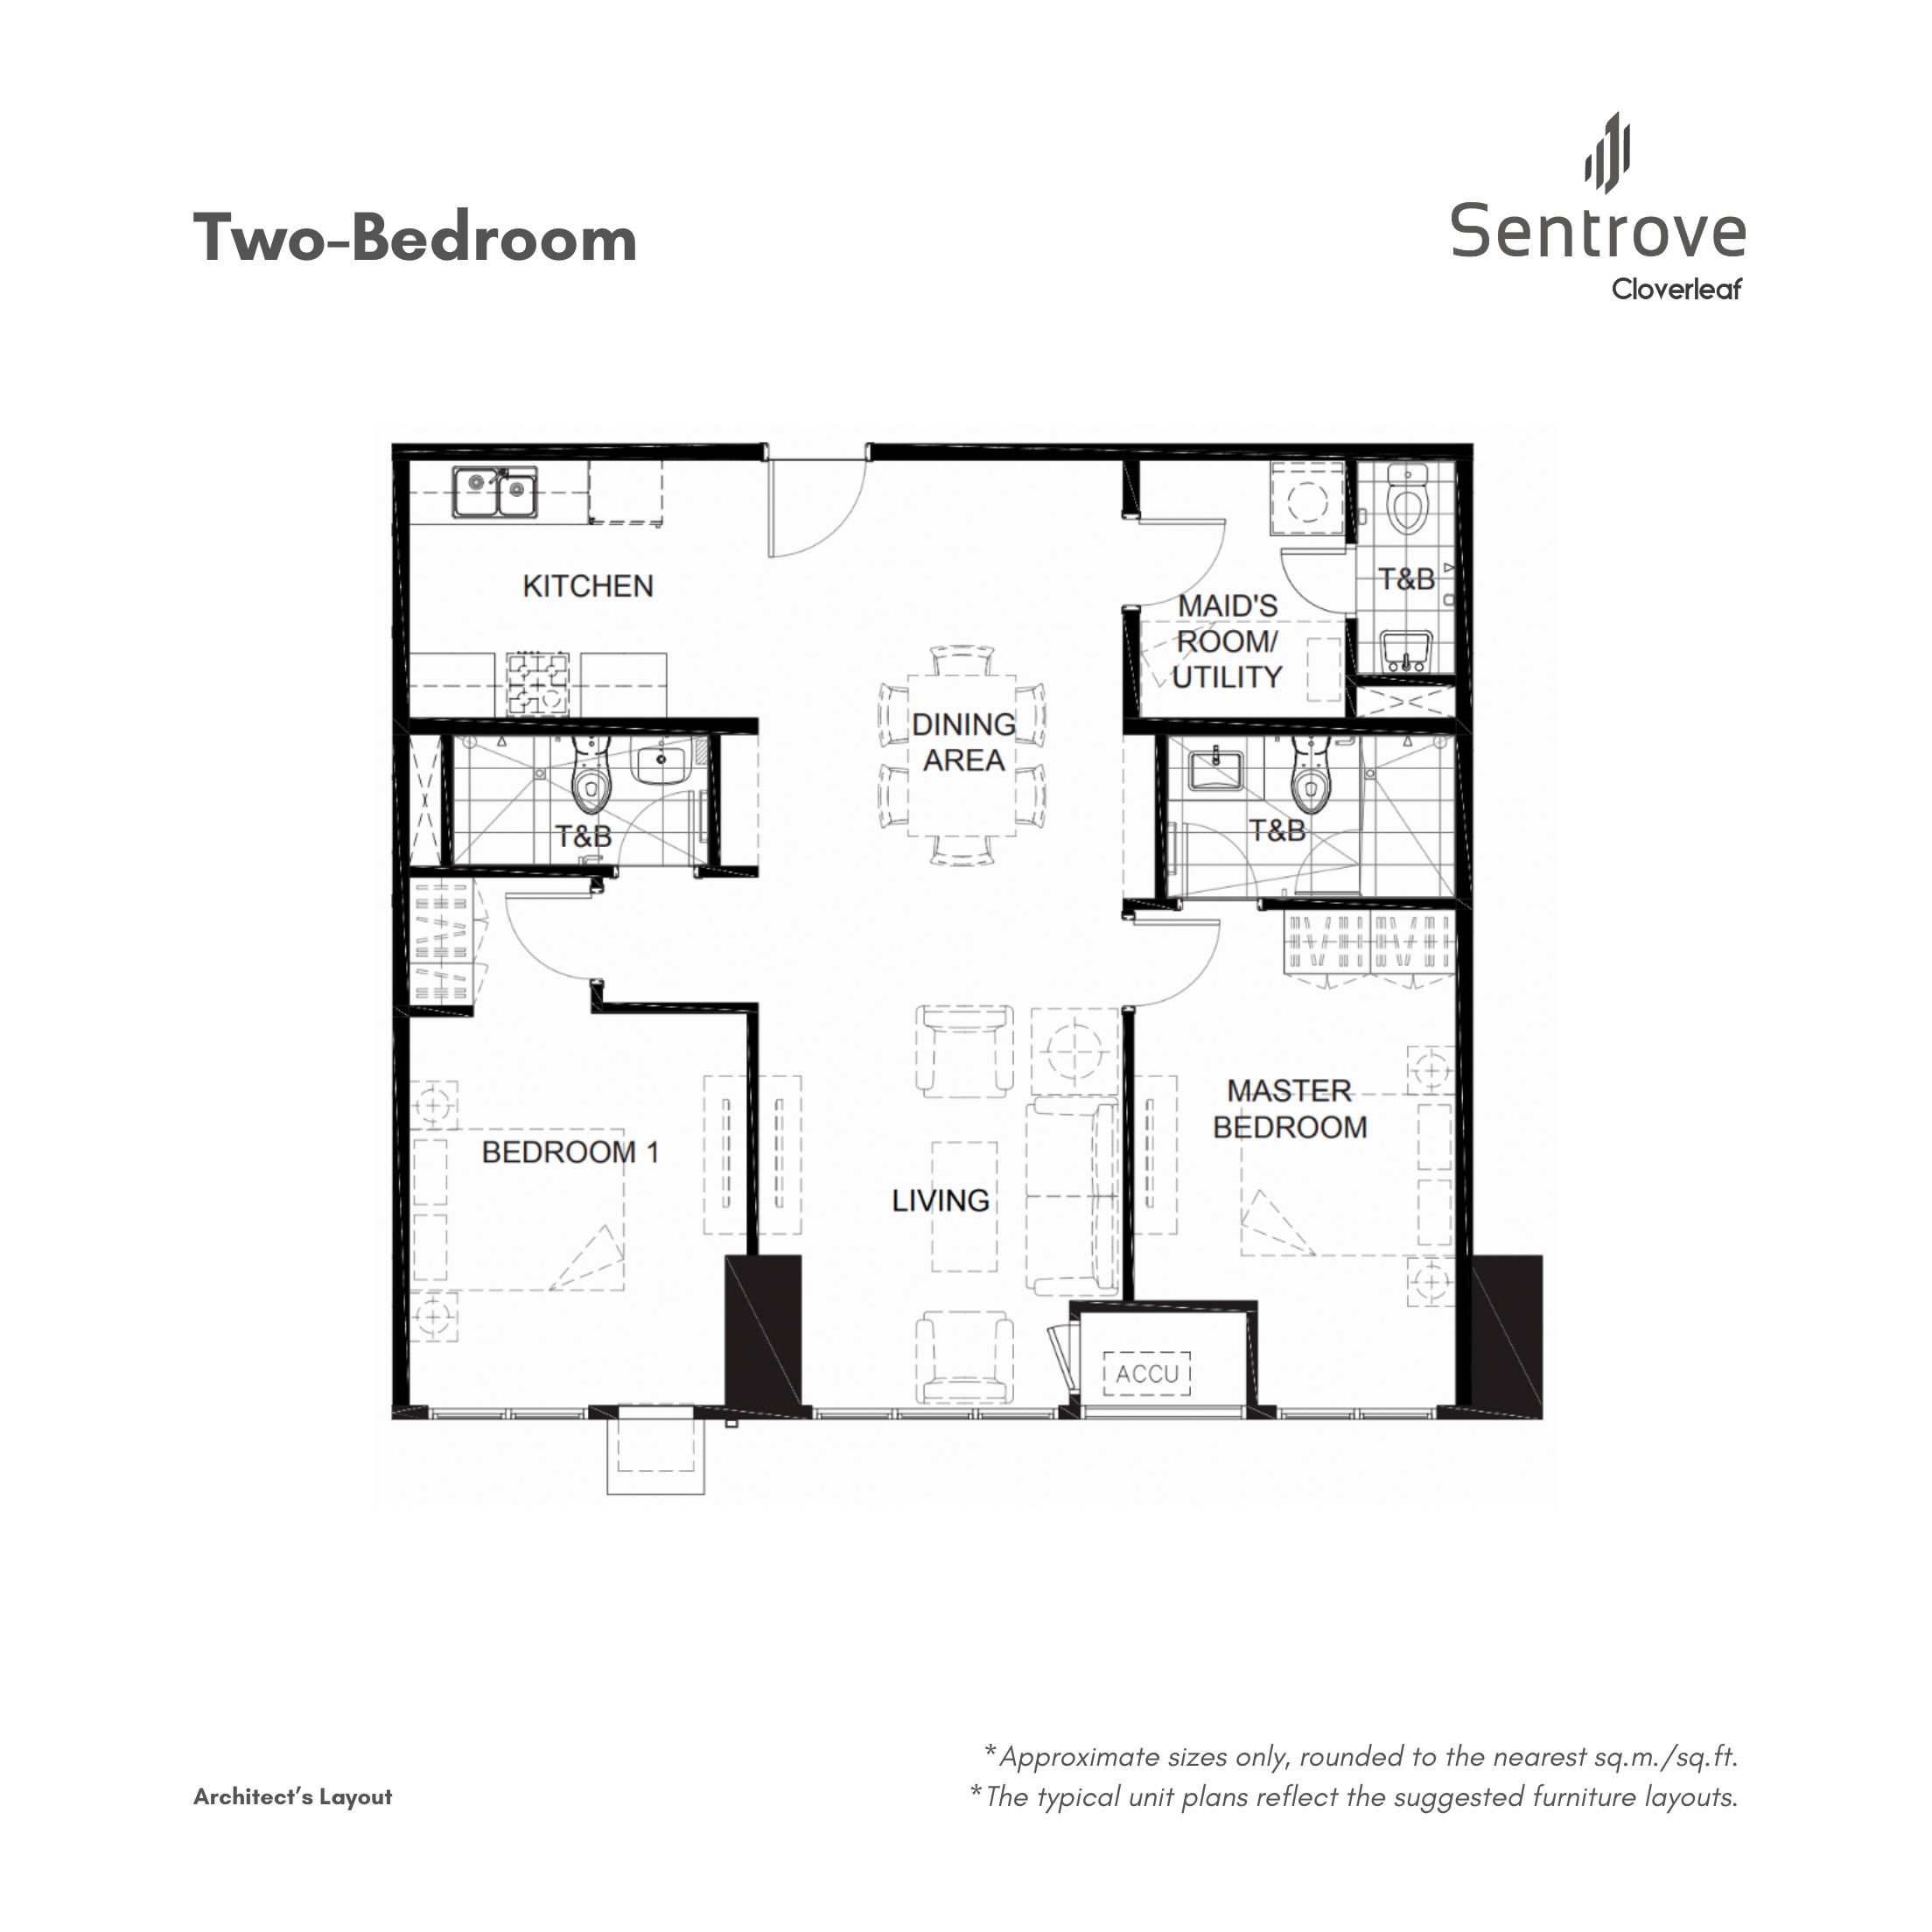 Two-Bedroom
Sentrove
Cloverleaf
KITCHEN
T&B
MAID'S
ROOM/
UTILITY
DINING
AREA
T&B
T&B
MASTER
BEDROOM
BEDROOM 1
LIVING
ACCU
*Approximate sizes only, rounded to the nearest sq.m./sq.ft.
*The typical unit plans reflect the suggested furniture layouts.
Architect's Layout